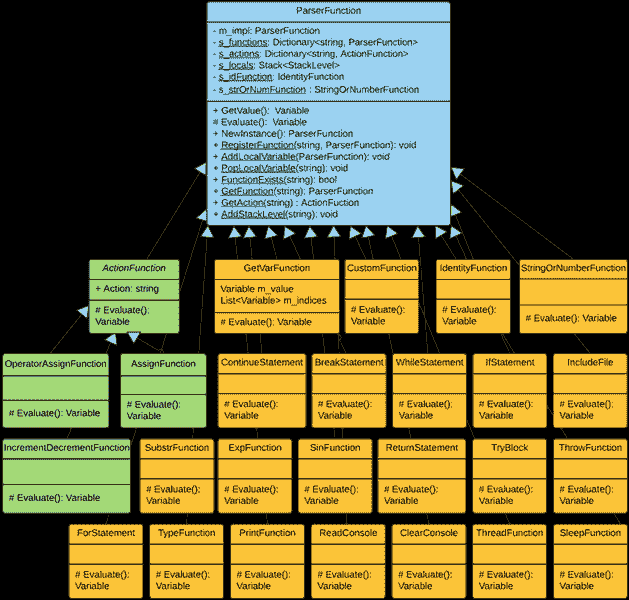 ParserFunction
- m_impl: ParserFunction
- s_functions: Dictionary<string, ParserFunction>
- s_actions: Dictionary<string, ActionFunction>
- s_locals: Stack<StackLevel>
- s_idFunction: IdentityFunction
- s_strOrNumFunction : StringOrNumberFunction
+ GetValue(): Variable
# Evaluate(): Variable
+ NewInstance(): ParserFunction
+ RegisterFunction(string, ParserFunction): void
+ AddLocalVariable(ParserFunction): void
+ PopLocalVariable(string): void
+ FunctionExists(string): bool
+ GetFunction(string): ParserFunction
+ GetAction(string) : ActionFuction
+ AddStackLevel(string): void
ActionFunction
+ Action: string
# Evaluate():
Variable
GetVarFunction
Variable m_value
List<Variable> m_indices
# Evaluate(): Variable
CustomFunction
# Evaluate():
Variable
IdentityFunction
# Evaluate():
Variable
StringOrNumberFunction
# Evaluate(): Variable
OperatorAssignFunction
# Evaluate(): Variable
AssignFunction
# Evaluate():
Variable
ContinueStatement
# Evaluate():
Variable
BreakStatement
# Evaluate():
Variable
WhileStatement
# Evaluate():
Variable
IfStatement
# Evaluate():
Variable
IncludeFile
# Evaluate():
Variable
IncrementDecrementFunction
# Evaluate(): Variable
SubstrFunction
# Evaluate():
Variable
ExpFunction
# Evaluate():
Variable
SinFunction
# Evaluate():
Variable
ReturnStatement
# Evaluate():
Variable
TryBlock
# Evaluate():
Variable
ThrowFunction
# Evaluate():
Variable
ForStatement
# Evaluate():
Variable
TypeFunction
# Evaluate():
Variable
PrintFunction
# Evaluate():
Variable
ReadConsole
# Evaluate():
Variable
ClearConsole
# Evaluate():
Variable
ThreadFunction
# Evaluate():
Variable
SleepFunction
# Evaluate():
Variable